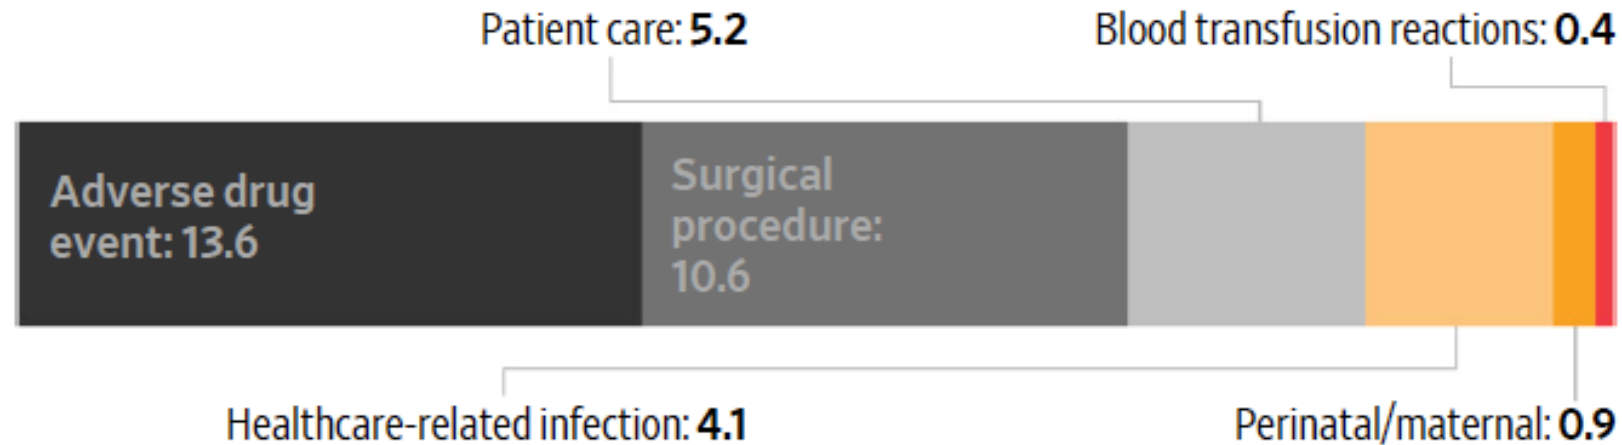 Patient care: 5.2
Blood transfusion reactions: 0.4
Adverse drug
event: 13.6
Surgical
procedure:
10.6
Healthcare-related infection: 4.1
Perinatal/maternal: 0.9